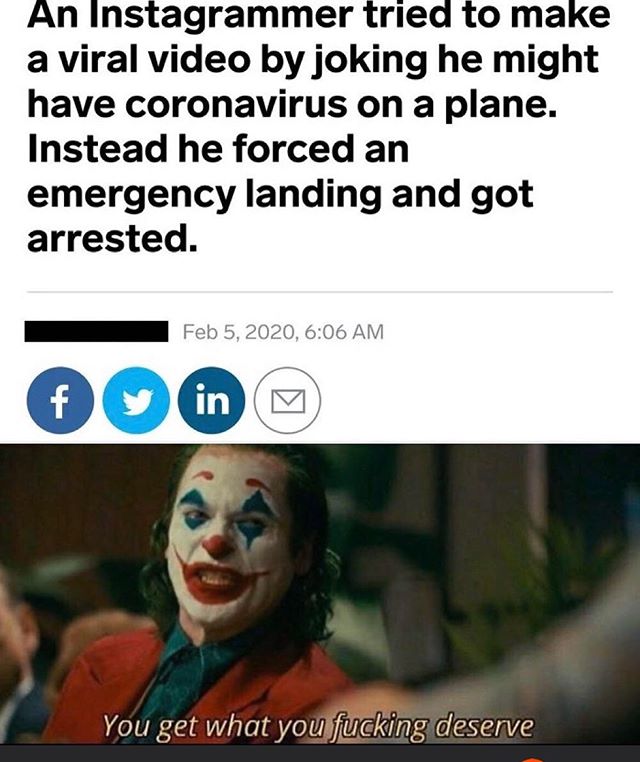 An Instagrammer tried to make
a viral video by joking he might
have coronavirus on a plane.
Instead he forced an
emergency landing and got
arrested.
Feb 5, 2020, 6:06 AM
f
in
You get what you fucking deserve